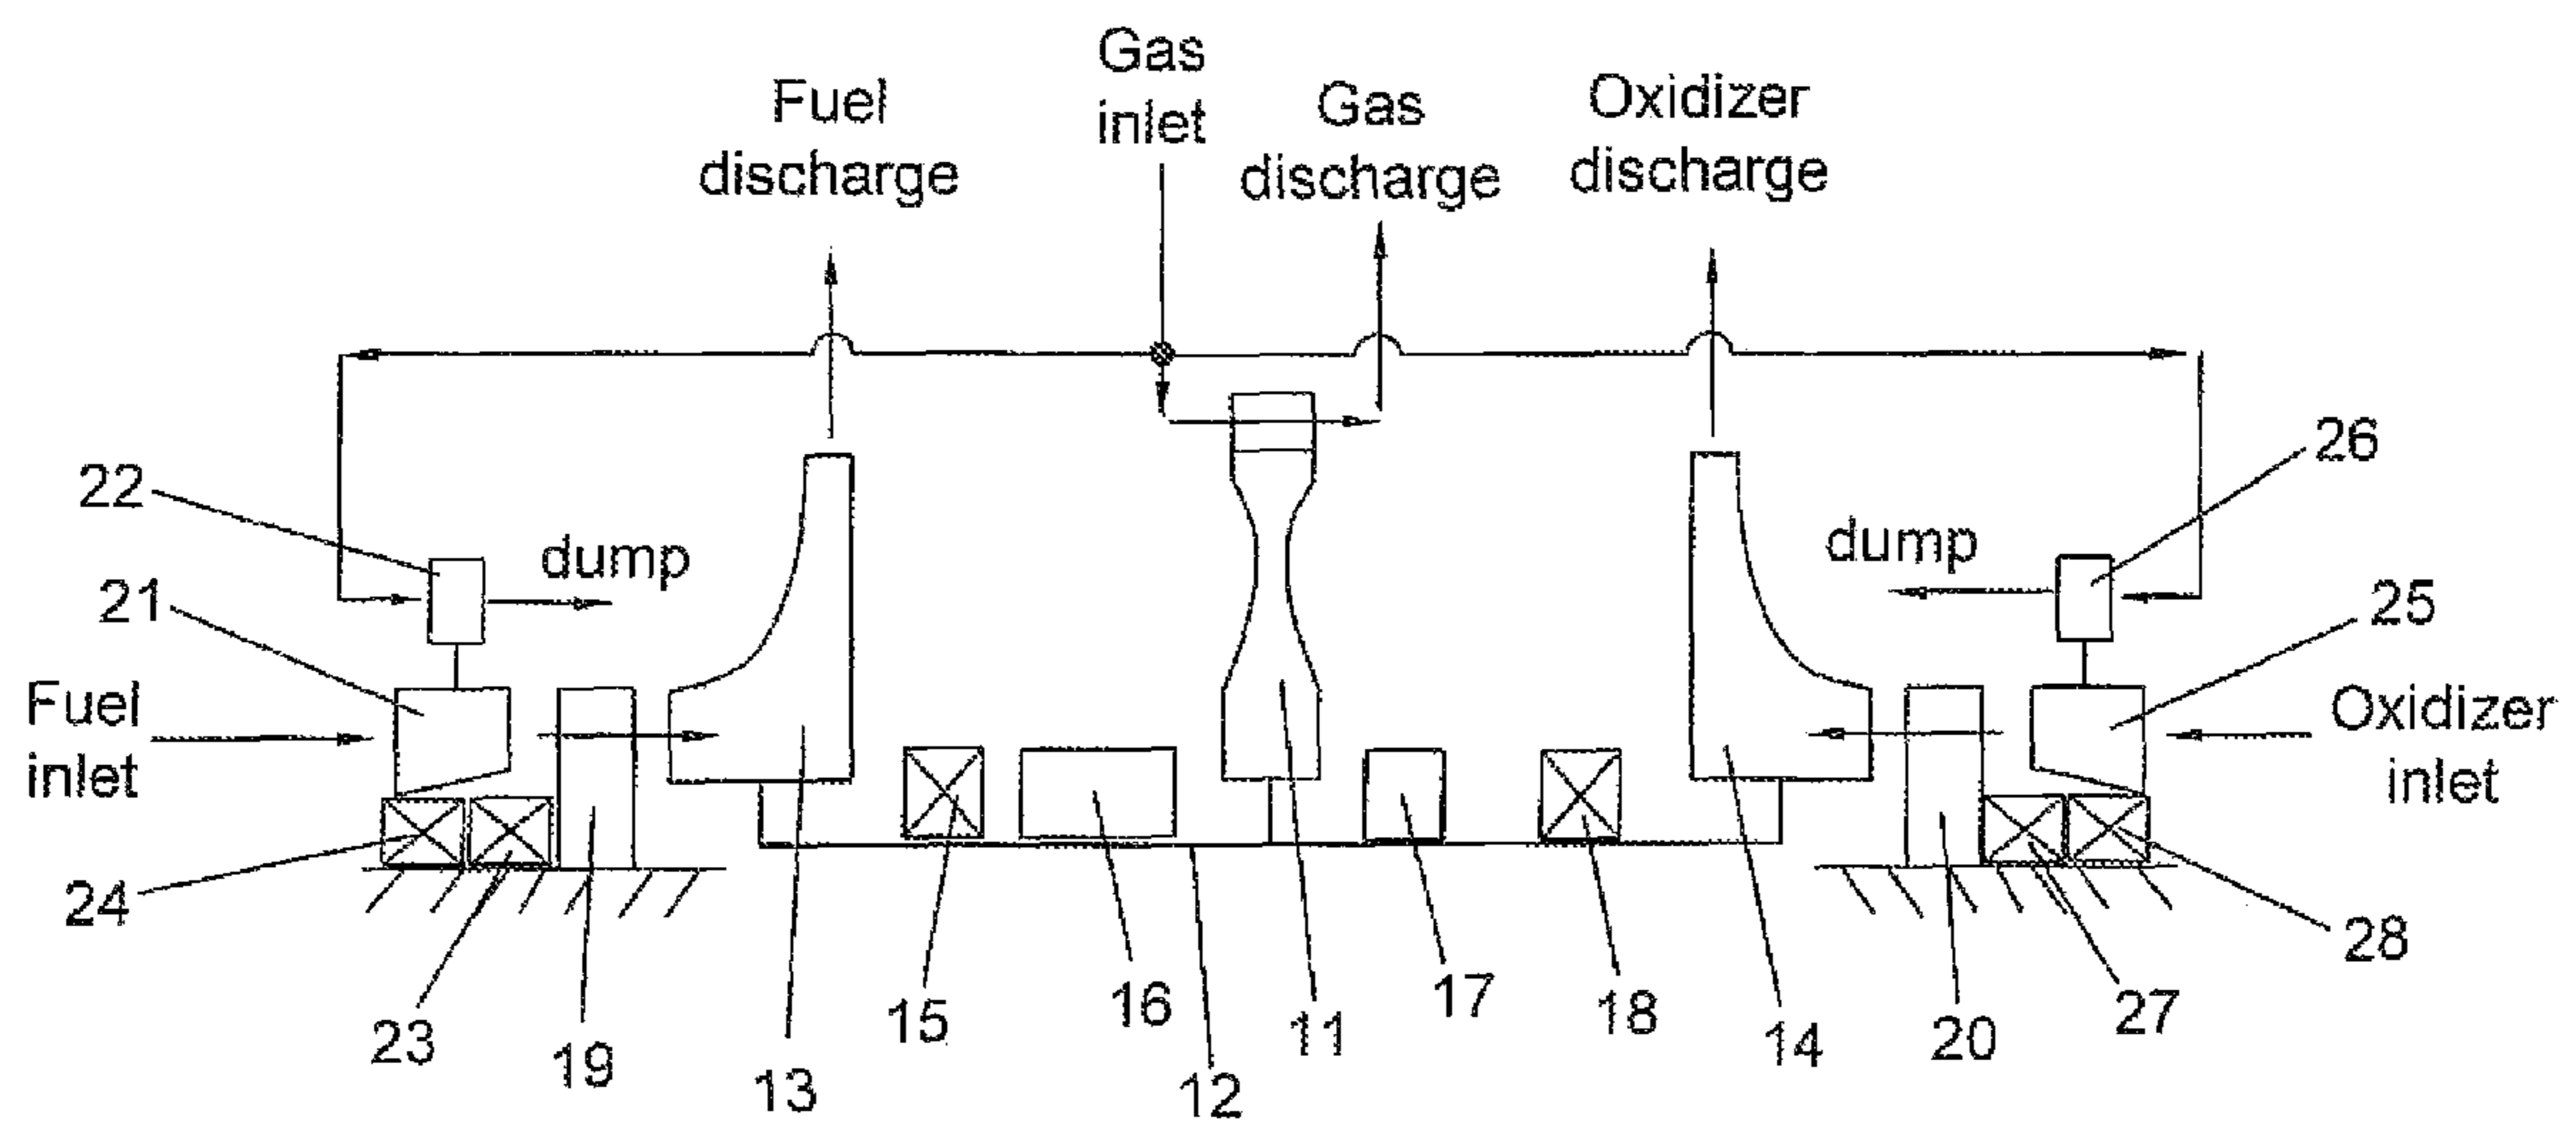 Gas
inlet
Fuel
discharge
Gas
discharge
Oxidizer
discharge
22
dump
21
Fuel
inlet
dump
26
25
Oxidizer
inlet
24
23
19
13
15
16
12
11
17
18
14
20
27
28